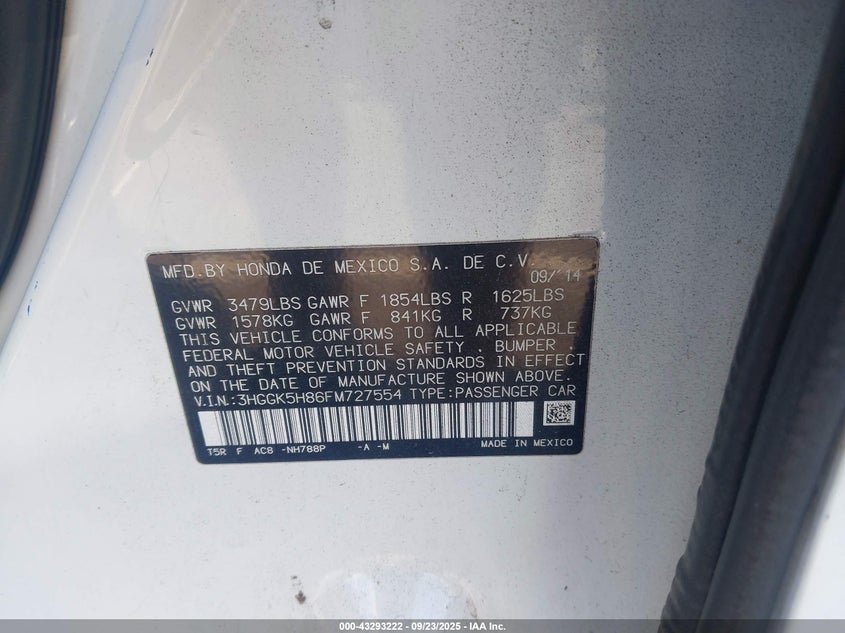 MFD.BY HONDA DE MEXICO S.A. DE C.V.
09/'14
GVWR 3479LBS GAWR F 1854LBS R 1625LBS
GVWR 1578KG GAWR F 841KG R 737KG
THIS VEHICLE CONFORMS TO ALL APPLICABLE
FEDERAL MOTOR VEHICLE SAFETY , BUMPER ,
AND THEFT PREVENTION STANDARDS IN EFFECT
ON THE DATE OF MANUFACTURE SHOWN ABOVE.
V.I.N.:3HGGK5H86FM727554 TYPE:PASSENGER CAR
T5R F AC8 -NH788P -A -M MADE IN MEXICO
000-43293222 - 09/23/2025 - IAA Inc.